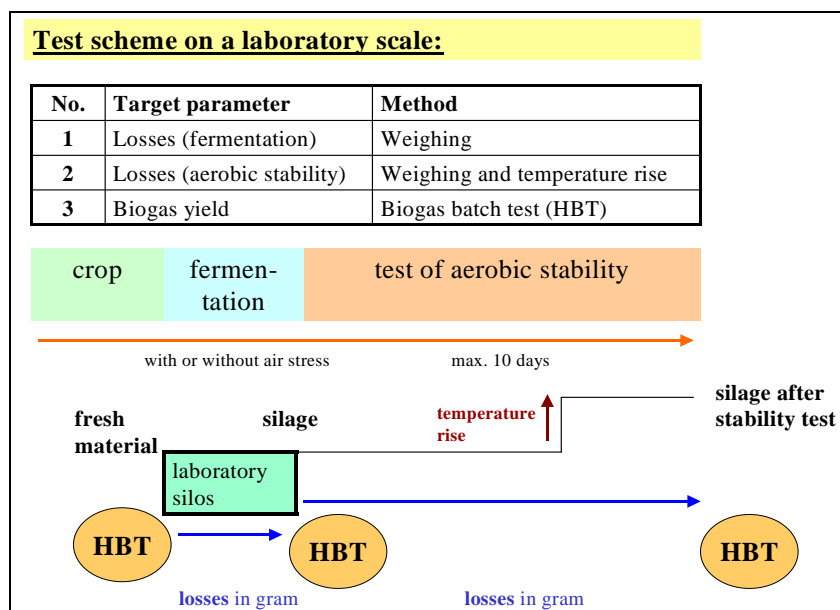 Test scheme on a laboratory scale:
No. Target parameter Method
1 Losses (fermentation) Weighing
2 Losses (aerobic stability) Weighing and temperature rise
3 Biogas yield Biogas batch test (HBT)
crop fermen- test of aerobic stability
tation
with or without air stress max. 10 days
fresh silage temperature silage after
material rise stability test
laboratory
silos
HBT HBT HBT
losses in gram losses in gram